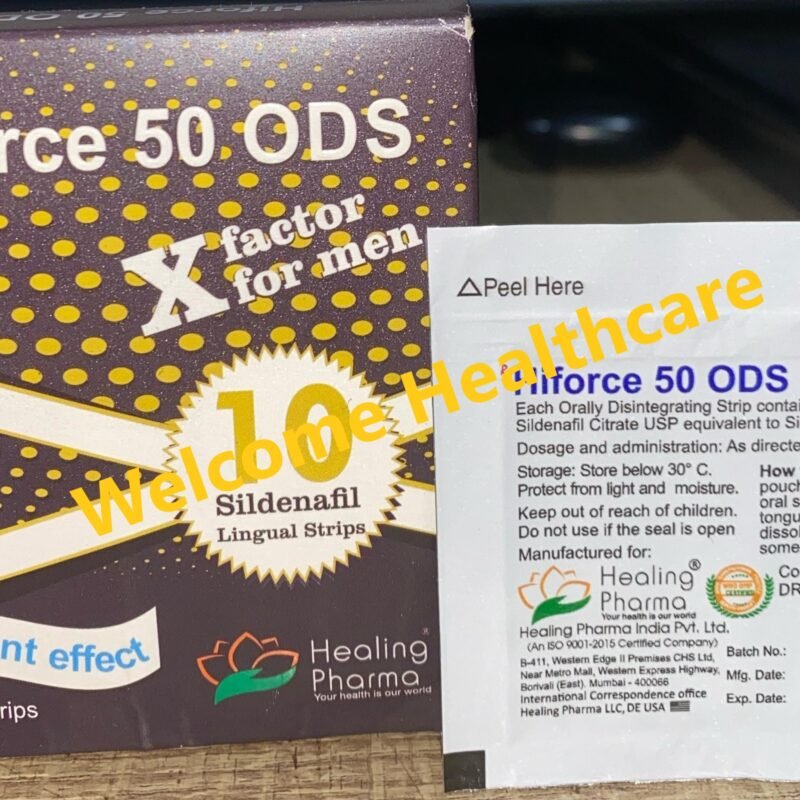 rce 50 ODS
X factor
for men
10
Sildenafil
Lingual Strips
nt effect
Healing
Pharma
Your health is our world
rips
Welcome Healthcare
Peel Here
Hiforce 50 ODS
Each Orally Disintegrating Strip contai
Sildenafil Citrate USP equivalent to Si
Dosage and administration: As directe
Storage: Store below 30° C.
Protect from light and moisture.
Keep out of reach of children.
Do not use if the seal is open
How
pouch
oral s
tongu
dissol
some
Manufactured for:
Healing®
Pharma
Your health is our world
Co
DR
Healing Pharma India Pvt. Ltd.
(An ISO 9001-2015 Certified Company)
B-411, Western Edge II Premises CHS Ltd,
Near Metro Mall, Western Express Highway,
Borivali (East). Mumbai - 400066
International Correspondence office
Healing Pharma LLC, DE USA
Batch No.:
Mfg. Date:
Exp. Date: